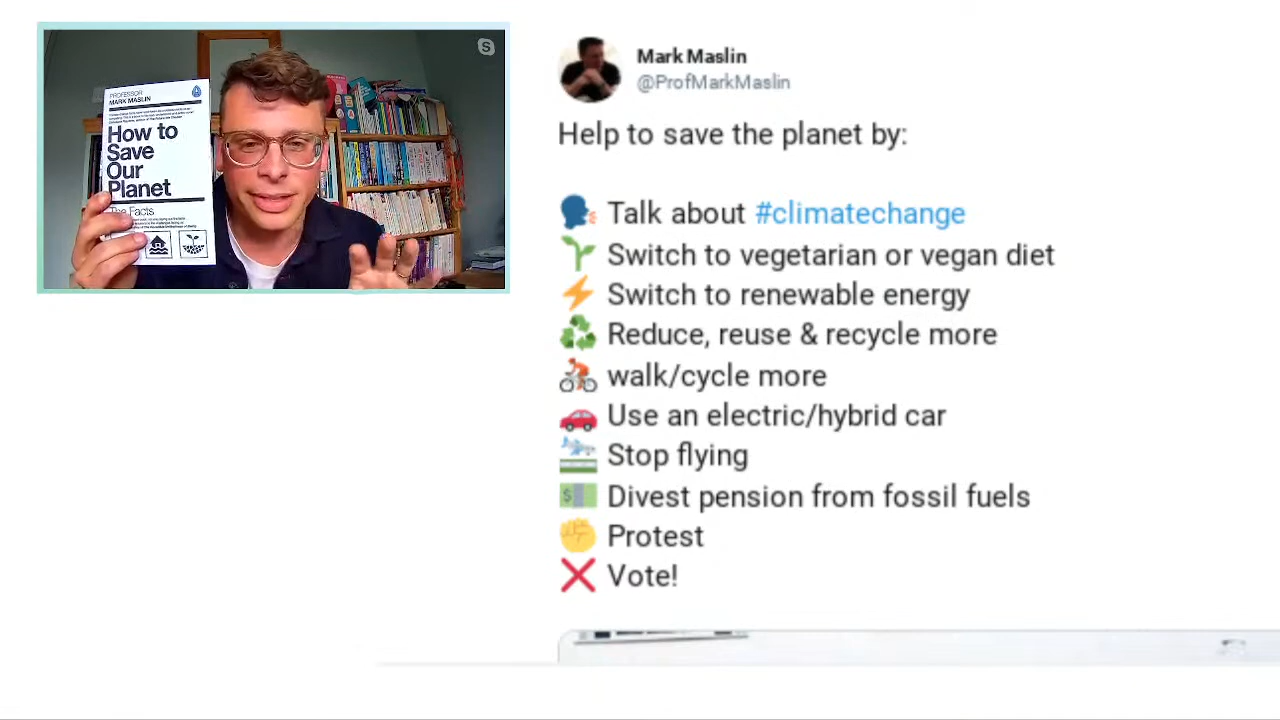 PROFESSOR
MARK MASLIN
How to
Save
Our
Planet
The Facts
Mark Maslin
@ProfMarkMaslin
Help to save the planet by:
Talk about #climatechange
Switch to vegetarian or vegan diet
Switch to renewable energy
Reduce, reuse & recycle more
walk/cycle more
Use an electric/hybrid car
Stop flying
Divest pension from fossil fuels
Protest
Vote!